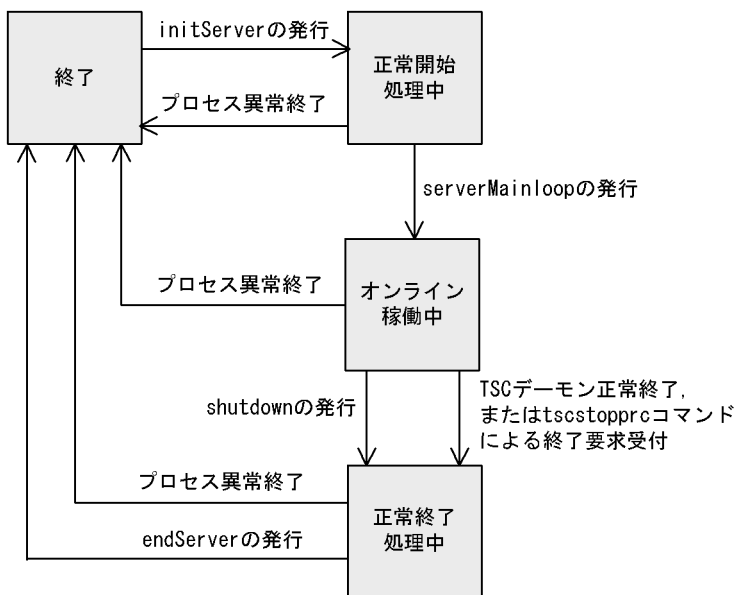 initServerの発行
終了
正常開始
処理中
プロセス異常終了
serverMainloopの発行
プロセス異常終了
オンライン
稼働中
shutdownの発行
TSCデーモン正常終了,
またはtscstopprcコマンド
による終了要求受付
プロセス異常終了
正常終了
処理中
endServerの発行